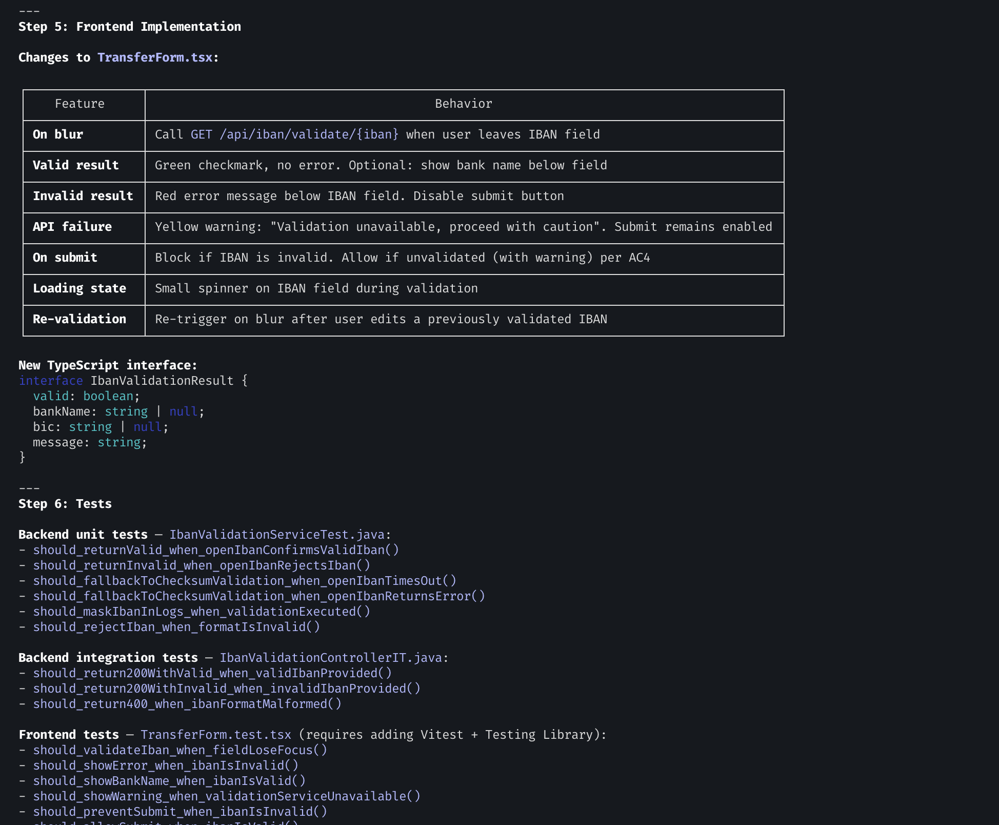 ---
Step 5: Frontend Implementation
Changes to TransferForm.tsx:
Feature Behavior
On blur Call GET /api/iban/validate/{iban} when user leaves IBAN field
Valid result Green checkmark, no error. Optional: show bank name below field
Invalid result Red error message below IBAN field. Disable submit button
API failure Yellow warning: "Validation unavailable, proceed with caution". Submit remains enabled
On submit Block if IBAN is invalid. Allow if unvalidated (with warning) per AC4
Loading state Small spinner on IBAN field during validation
Re-validation Re-trigger on blur after user edits a previously validated IBAN
New TypeScript interface:
interface IbanValidationResult {
  valid: boolean;
  bankName: string | null;
  bic: string | null;
  message: string;
}
---
Step 6: Tests
Backend unit tests — IbanValidationServiceTest.java:
- should_returnValid_when_openIbanConfirmsValidIban()
- should_returnInvalid_when_openIbanRejectsIban()
- should_fallbackToChecksumValidation_when_openIbanTimesOut()
- should_fallbackToChecksumValidation_when_openIbanReturnsError()
- should_maskIbanInLogs_when_validationExecuted()
- should_rejectIban_when_formatIsInvalid()
Backend integration tests — IbanValidationControllerIT.java:
- should_return200WithValid_when_validIbanProvided()
- should_return200WithInvalid_when_invalidIbanProvided()
- should_return400_when_ibanFormatMalformed()
Frontend tests — TransferForm.test.tsx (requires adding Vitest + Testing Library):
- should_validateIban_when_fieldLoseFocus()
- should_showError_when_ibanIsInvalid()
- should_showBankName_when_ibanIsValid()
- should_showWarning_when_validationServiceUnavailable()
- should_preventSubmit_when_ibanIsInvalid()
- should_allowSubmit_when_ibanIsValid()